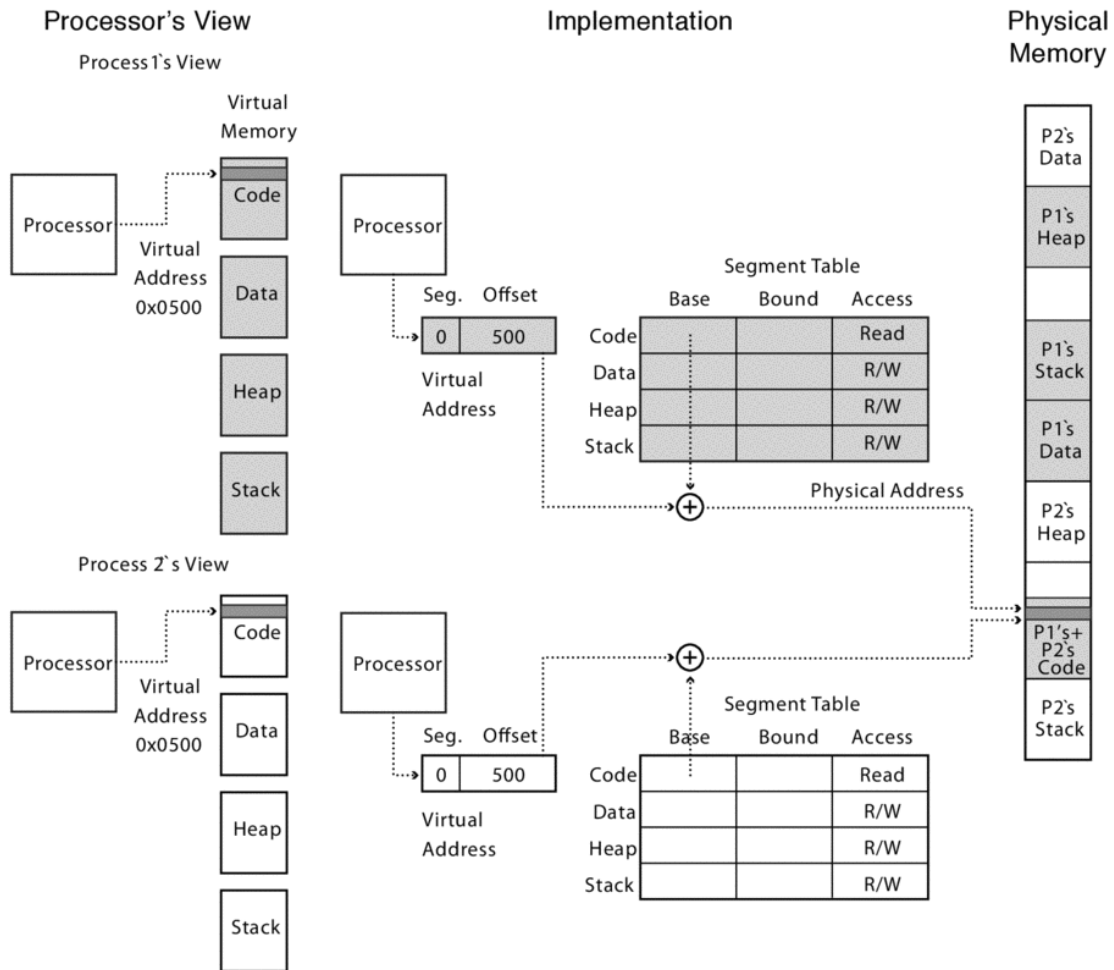 Processor's View
Implementation
Physical
Memory
Process1`s View
Virtual
Memory
Processor
Virtual
Address
0x0500
Code
Data
Heap
Stack
Processor
Seg. Offset
0 500
Virtual
Address
Segment Table
Base Bound Access
Code Read
Data R/W
Heap R/W
Stack R/W
Physical Address
Process 2`s View
Processor
Virtual
Address
0x0500
Code
Data
Heap
Stack
Processor
Seg. Offset
0 500
Virtual
Address
Segment Table
Base Bound Access
Code Read
Data R/W
Heap R/W
Stack R/W
P2`s
Data
P1`s
Heap
P1`s
Stack
P1`s
Data
P2`s
Heap
P1's+
P2`s
Code
P2`s
Stack